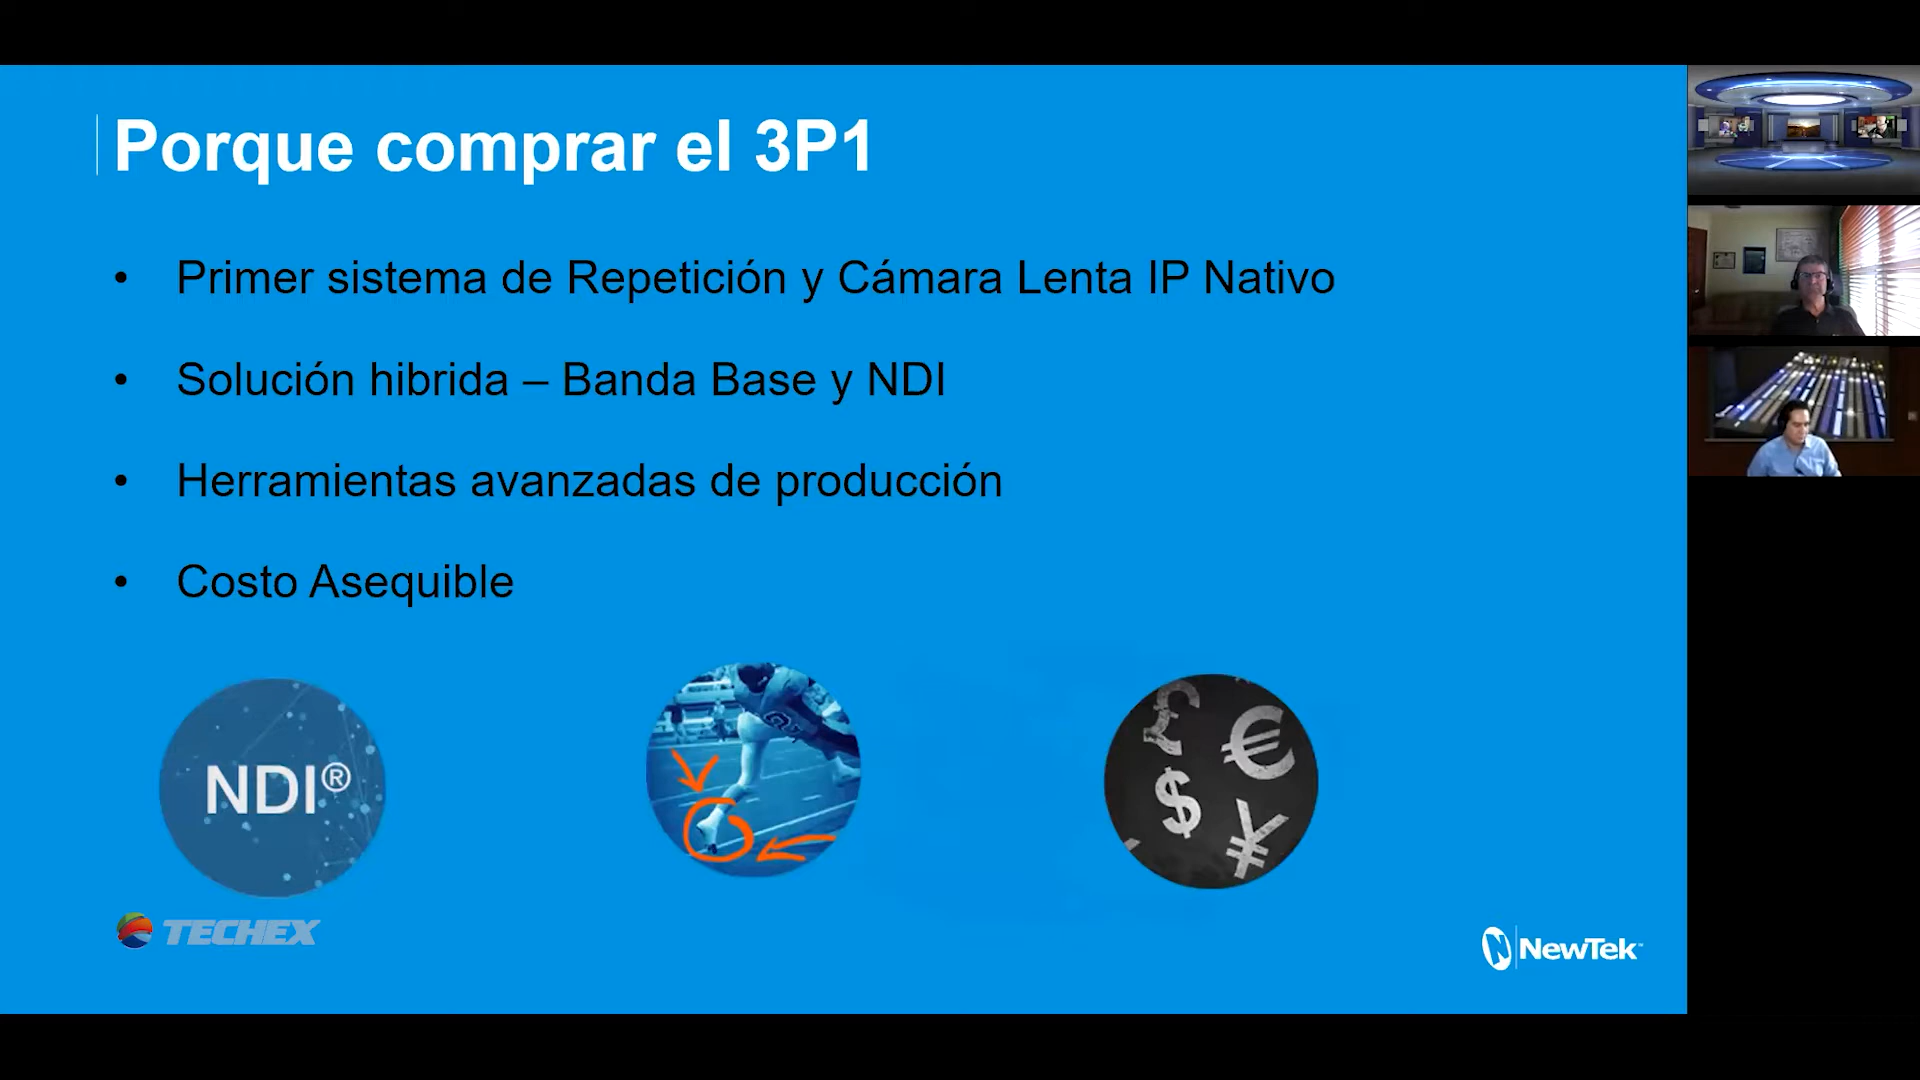 Porque comprar el 3P1
• Primer sistema de Repetición y Cámara Lenta IP Nativo
• Solución hibrida – Banda Base y NDI
• Herramientas avanzadas de producción
• Costo Asequible
NDI®
£ €
$ ¥
TECHEX
NewTek™